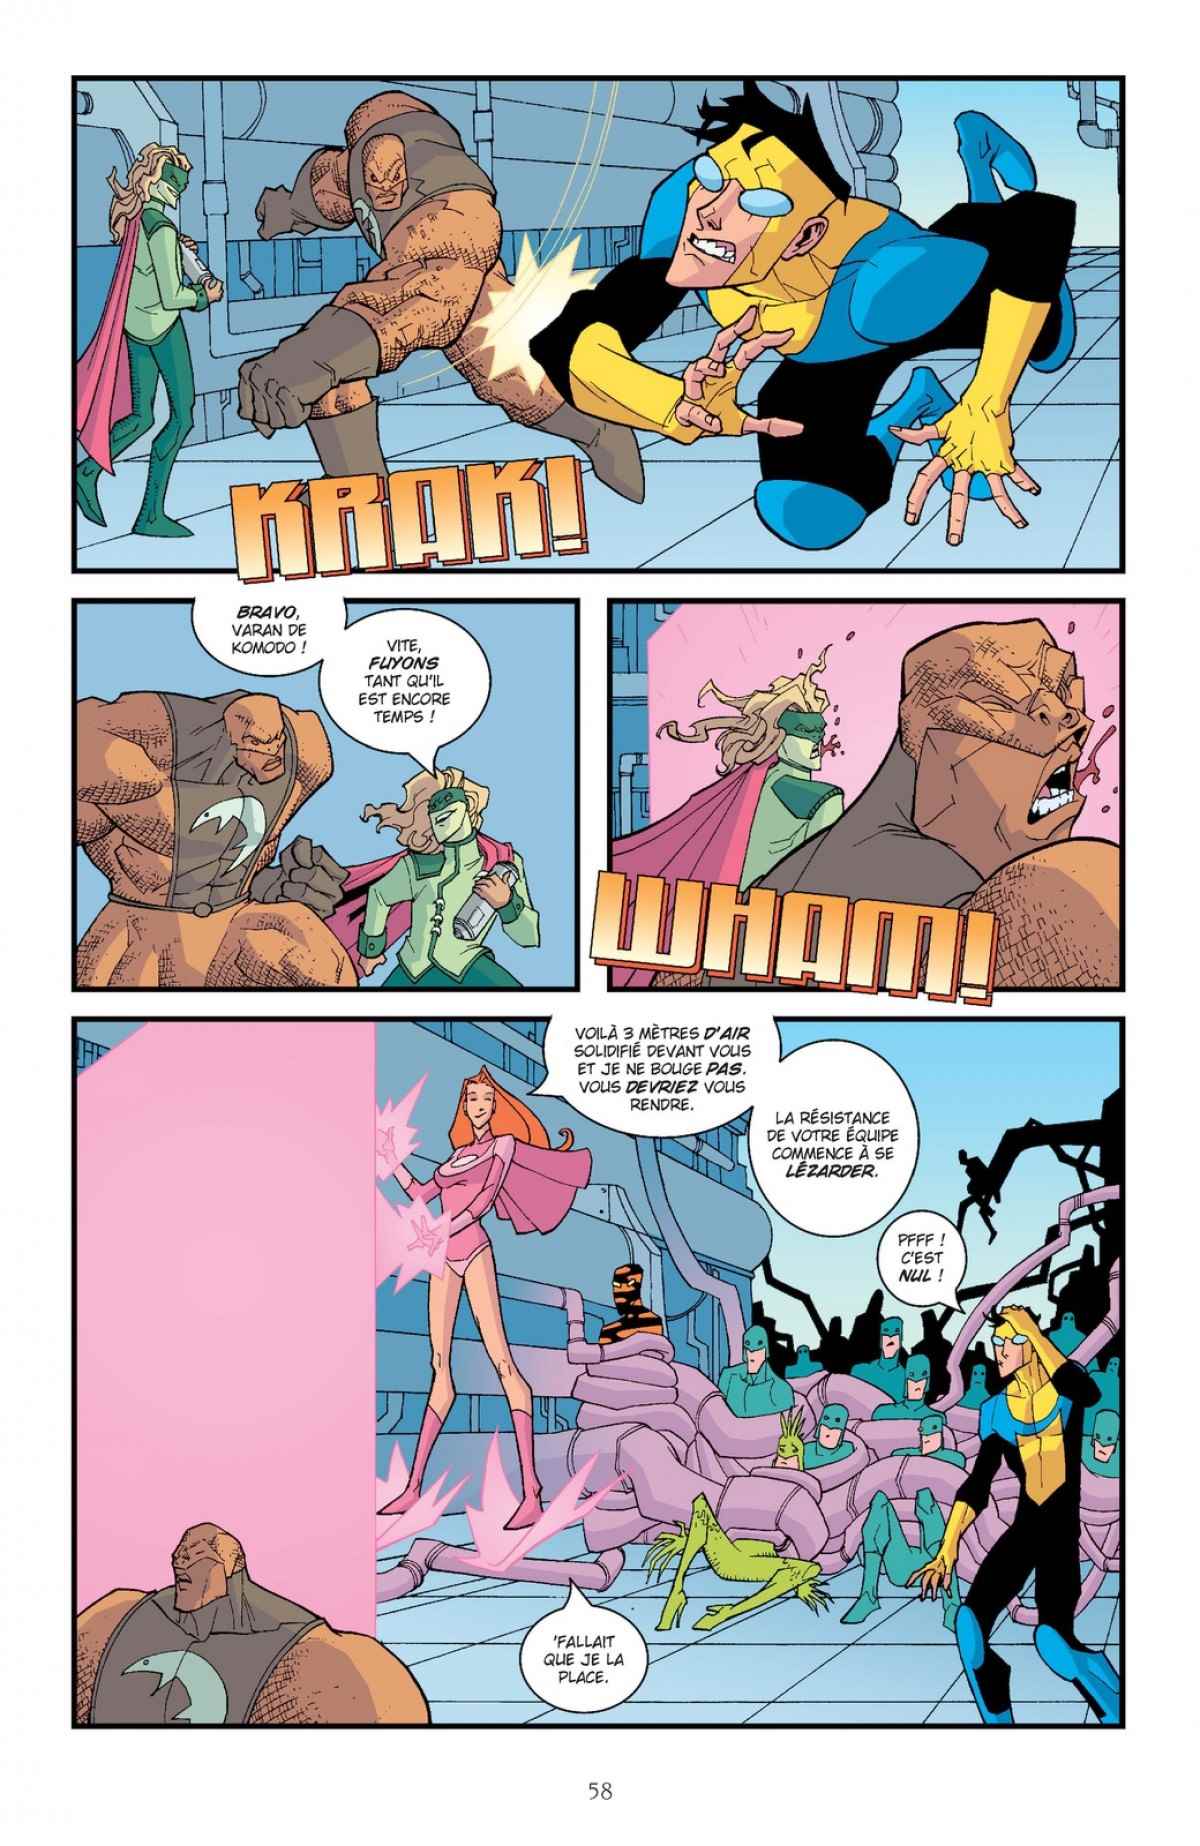 KRAK!
BRAVO,
VARAN DE
KOMODO !
VITE,
FUYONS
TANT QU'IL
EST ENCORE
TEMPS !
WHAM!
VOILÀ 3 MÈTRES D'AIR
SOLIDIFIÉ DEVANT VOUS
ET JE NE BOUGE PAS.
VOUS DEVRIEZ VOUS
RENDRE.
LA RÉSISTANCE
DE VOTRE ÉQUIPE
COMMENCE À SE
LÉZARDER.
PFFF !
C'EST
NUL !
'FALLAIT
QUE JE LA
PLACE.
58